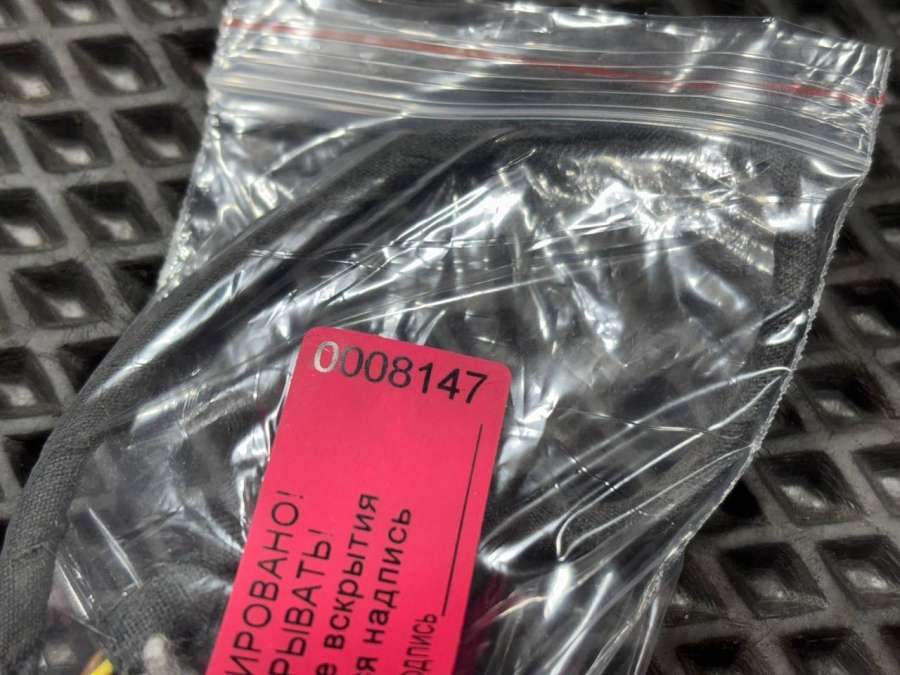 0008147
ИРОВАНО!
РЫВАТЬ!
е вскрытия
ся надпись
одпись